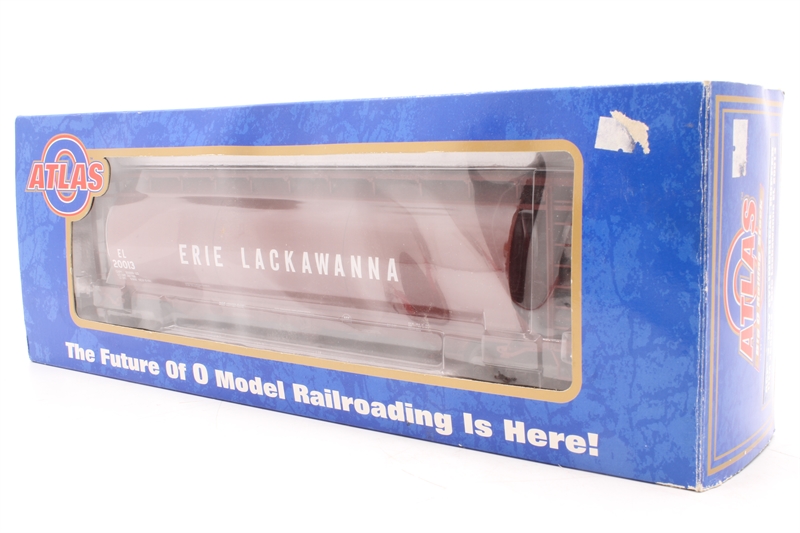 ATLAS
O
ERIE LACKAWANNA
EL
20013
The Future Of O Model Railroading Is Here!
ATLAS
O